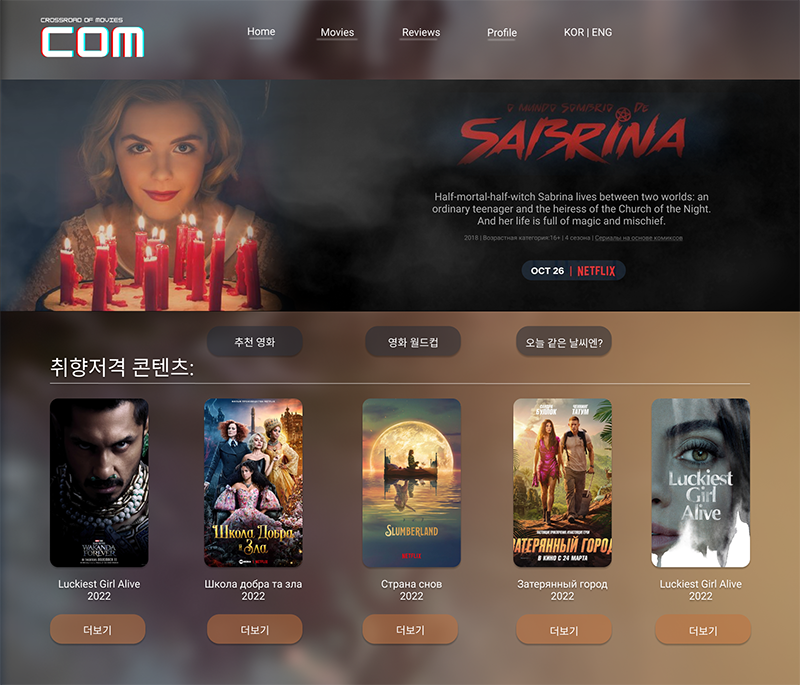 CROSSROAD OF MOVIES
COM
Home Movies Reviews Profile KOR | ENG
O MUNDO SOMBRIO DE
SABRINA
Half-mortal-half-witch Sabrina lives between two worlds: an
ordinary teenager and the heiress of the Church of the Night.
And her life is full of magic and mischief.
2018 | Возрастная категория:16+ | 4 сезона | Сериалы на основе комиксов
OCT 26 | NETFLIX
추천 영화 영화 월드컵 오늘 같은 날씨엔?
취향저격 콘텐츠:
WAKANDA
FOREVER
Школа Добра
и Зла
NETFLIX
SLUMBERLAND
NETFLIX
БУЛЛОК ТАТУМ
ЗАТЕРЯННЫЙ ГОРОД
В КИНО С 24 МАРТА
Luckiest
Girl
Alive
Luckiest Girl Alive Школа добра та зла Страна снов Затерянный город Luckiest Girl Alive
2022 2022 2022 2022 2022
더보기 더보기 더보기 더보기 더보기